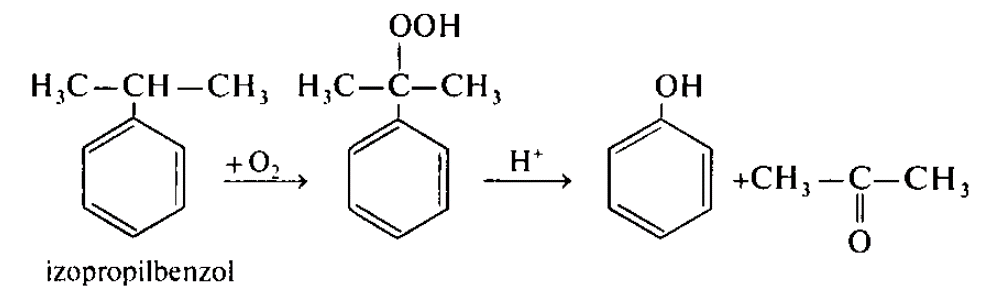 OOH
H₃C–CH–CH₃ H₃C–C–CH₃ OH
+O₂ H⁺ +CH₃–C–CH₃
O
izopropilbenzol